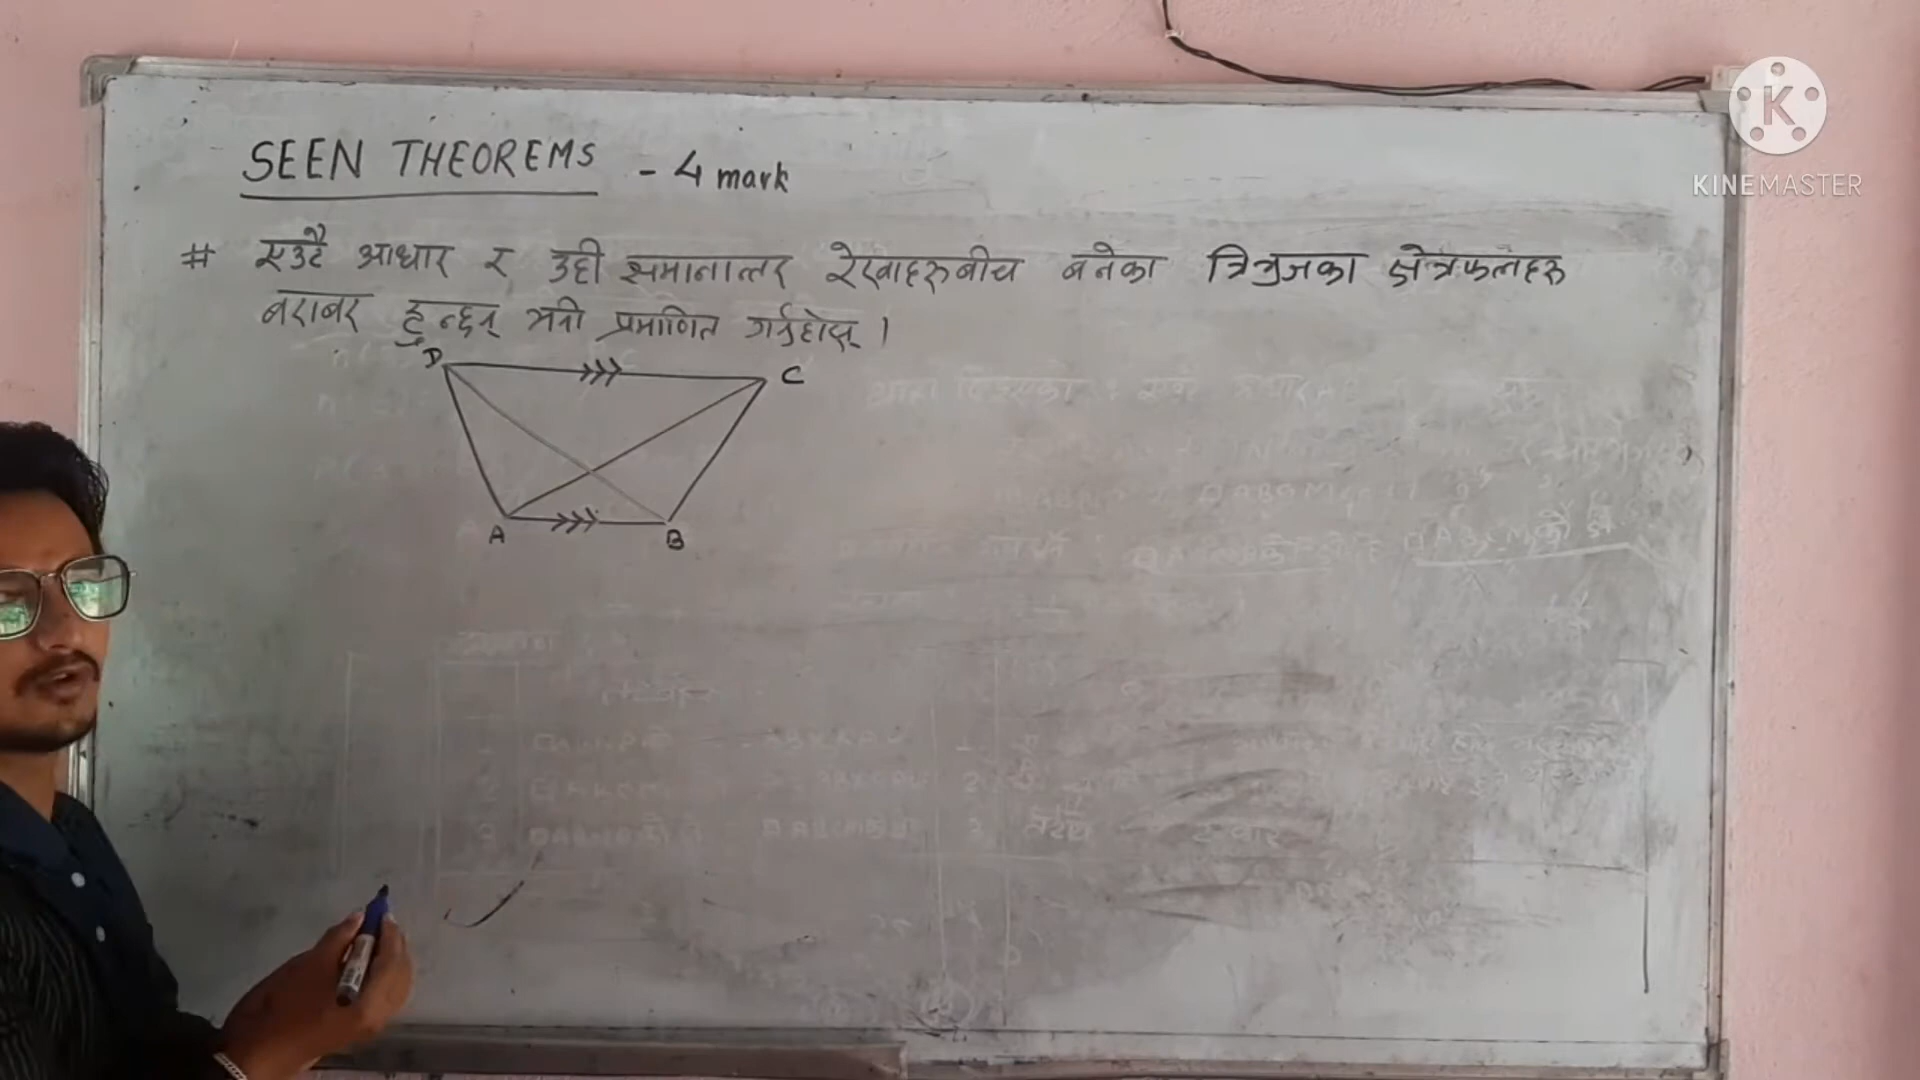 SEEN THEOREMS - 4 mark
# एउटै आधार र उही समानान्तर रेखाहरुबीच बनेका त्रिभुजका क्षेत्रफलहरु
बराबर हुन्छन् भनी प्रमाणित गर्नुहोस् ।
D C
A B
K
KINEMASTER